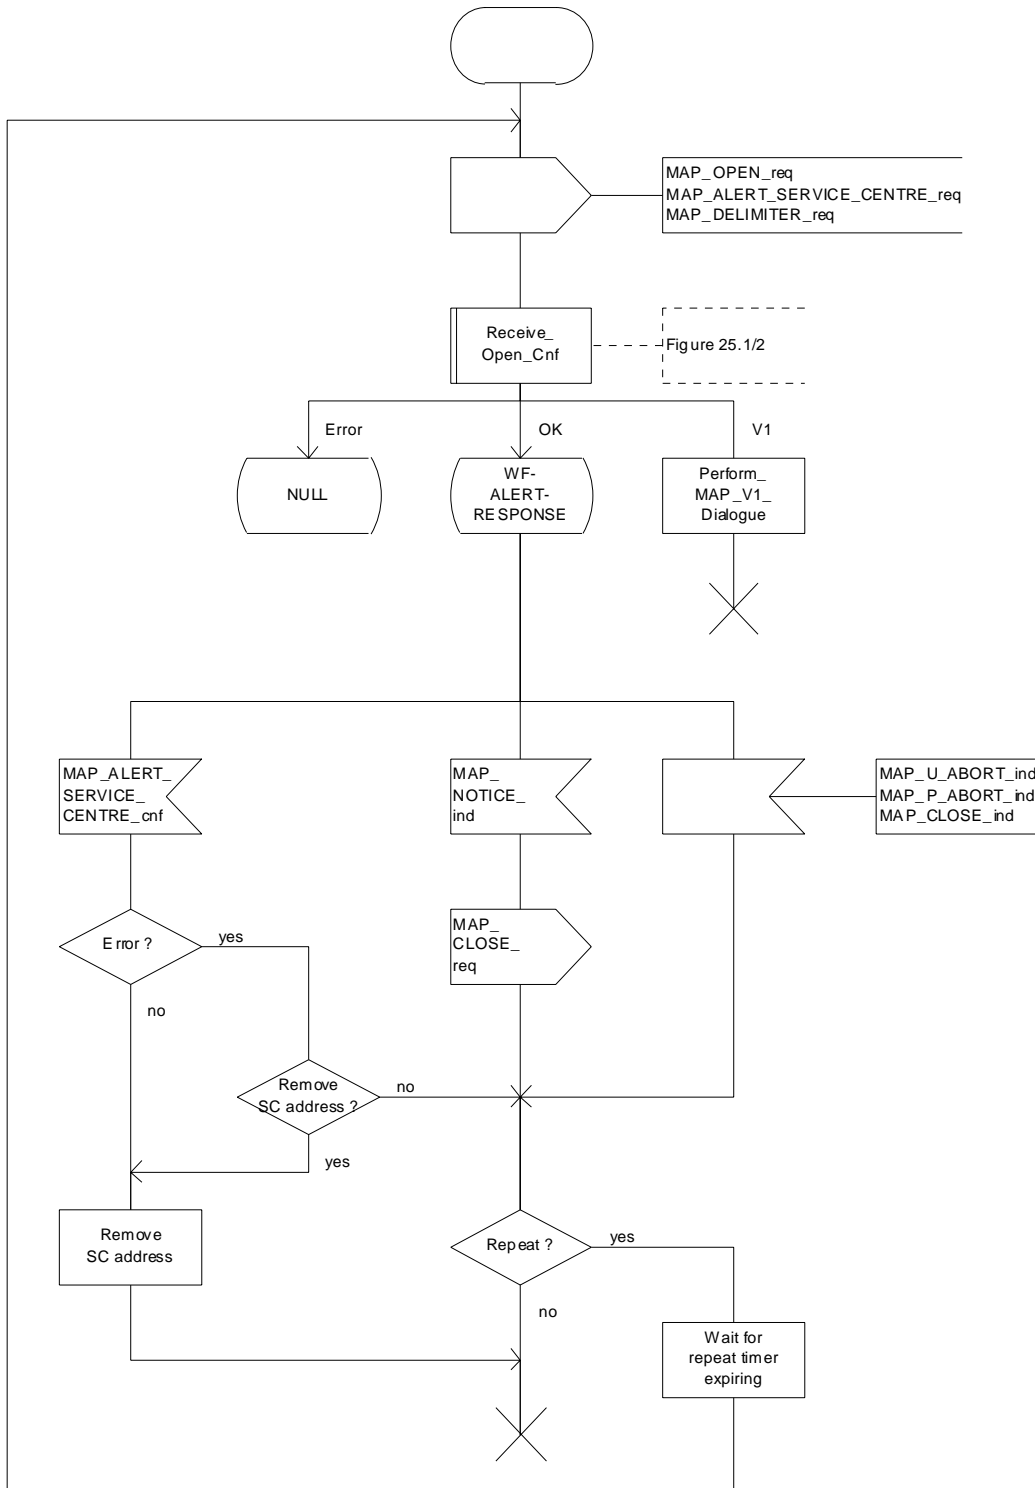 MAP_OPEN_req
MAP_ALERT_SERVICE_CENTRE_req
MAP_DELIMITER_req
Receive_
Open_Cnf
Figure 25.1/2
Error
OK
V1
NULL
WF-
ALERT-
RESPONSE
Perform_
MAP_V1_
Dialogue
MAP_ALERT_
SERVICE_
CENTRE_cnf
MAP_
NOTICE_
ind
MAP_U_ABORT_ind
MAP_P_ABORT_ind
MAP_CLOSE_ind
Error ?
yes
no
MAP_
CLOSE_
req
Remove
SC address ?
no
yes
Remove
SC address
Repeat ?
yes
no
Wait for
repeat timer
expiring